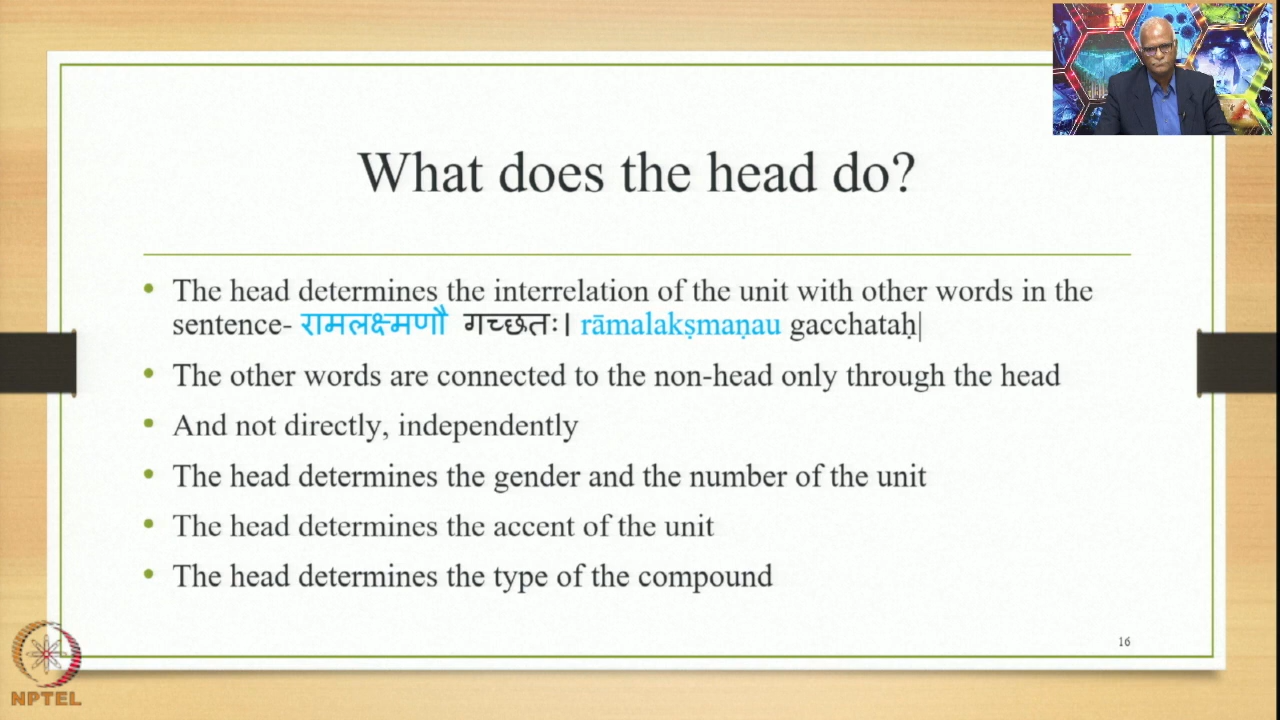 What does the head do?
• The head determines the interrelation of the unit with other words in the
sentence- रामलक्ष्मणौ गच्छतः। rāmalakṣmaṇau gacchataḥ|
• The other words are connected to the non-head only through the head
• And not directly, independently
• The head determines the gender and the number of the unit
• The head determines the accent of the unit
• The head determines the type of the compound
16
NPTEL